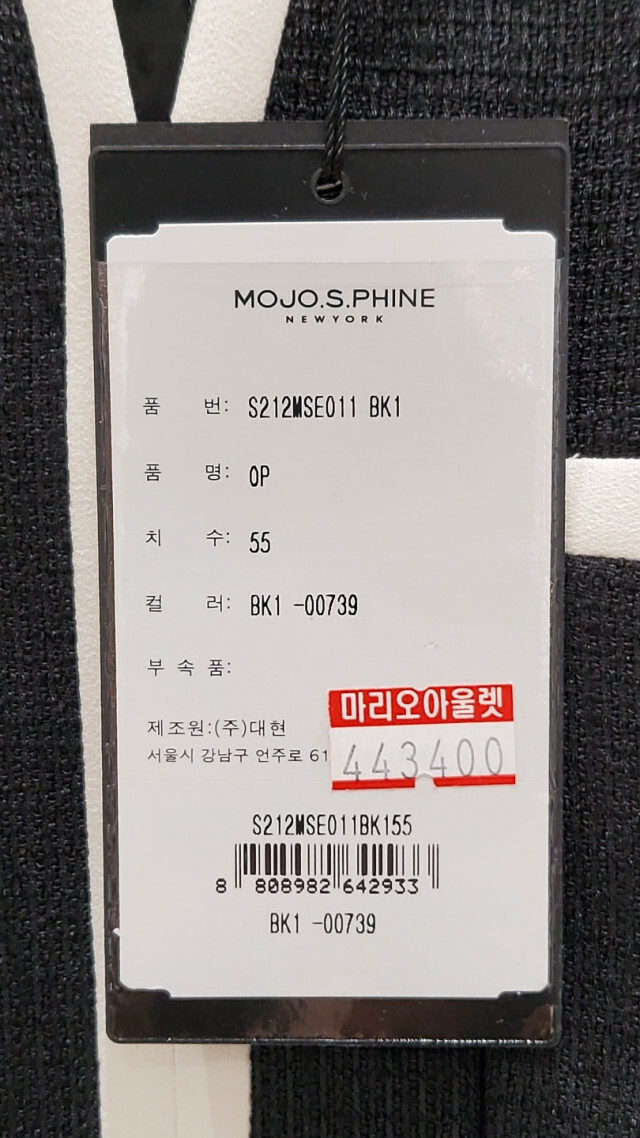 MOJO.S.PHINE
NEWYORK
품 번: S212MSE011 BK1
품 명: OP
치 수: 55
컬 러: BK1 -00739
부 속 품:
마리오아울렛
제조원:(주)대현
443400
서울시 강남구 언주로 61
S212MSE011BK155
8 808982 642933
BK1 -00739